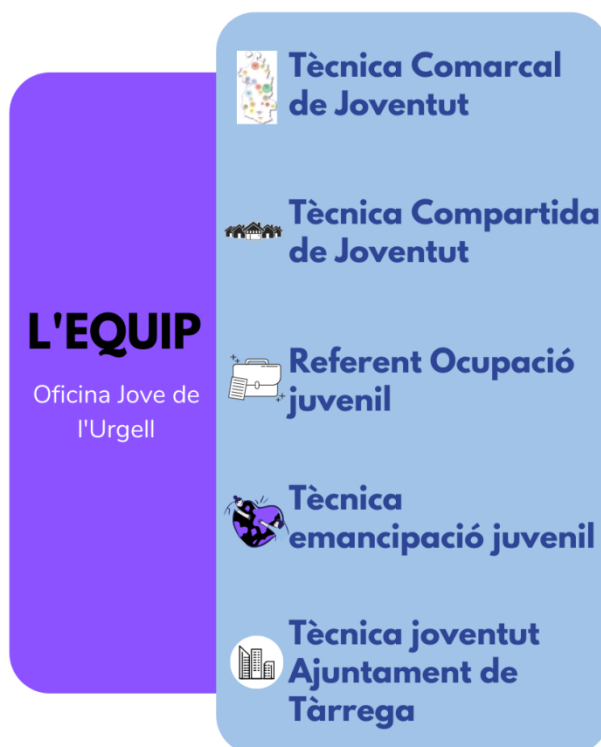 L'EQUIP
Oficina Jove de
l'Urgell
Tècnica Comarcal
de Joventut
Tècnica Compartida
de Joventut
Referent Ocupació
juvenil
Tècnica
emancipació juvenil
Tècnica joventut
Ajuntament de
Tàrrega